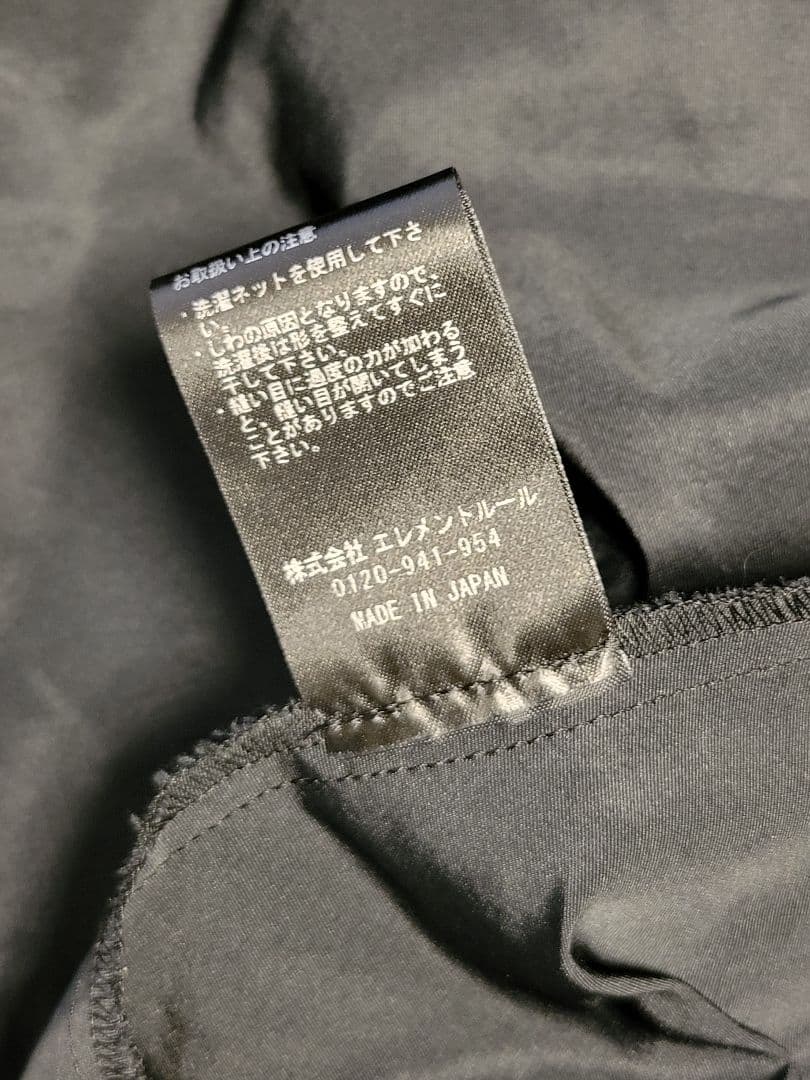 お取扱い上の注意
・洗濯ネットを使用して下さ
い。
・しわの原因となりますので、
洗濯後は形を整えてすぐに
干して下さい。
・縫い目に過度の力が加わる
と、縫い目が開いてしまう
ことがありますのでご注意
下さい。
株式会社 エレメントルール
0120-941-954
MADE IN JAPAN